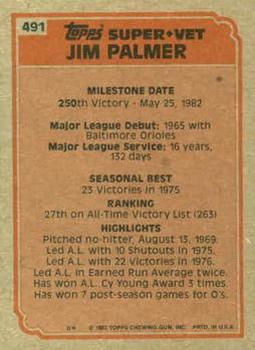 491
TOPPS SUPER • VET
JIM PALMER
MILESTONE DATE
250th Victory - May 25, 1982
Major League Debut: 1965 with
Baltimore Orioles
Major League Service: 16 years,
132 days
SEASONAL BEST
23 Victories in 1975
RANKING
27th on All-Time Victory List (263)
HIGHLIGHTS
Pitched no-hitter, August 13, 1969.
Led A.L. with 10 Shutouts in 1975.
Led A.L. with 22 Victories in 1976.
Led A.L. in Earned Run Average twice.
Has won A.L. Cy Young Award 3 times.
Has won 7 post-season games for O's.
© 1983 TOPPS CHEWING GUM, INC. PRTD. IN U.S.A.